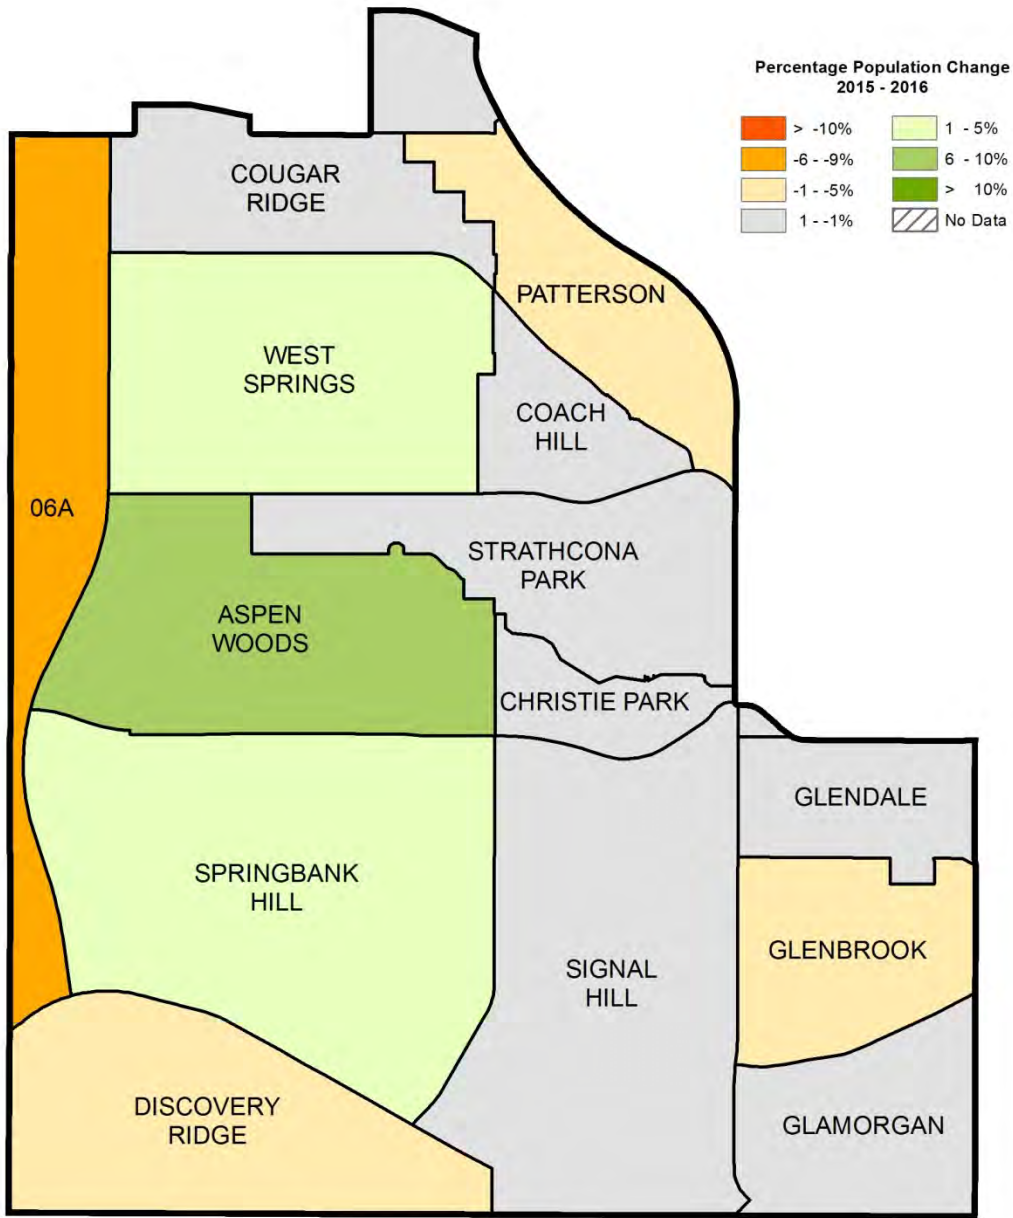 Percentage Population Change
2015 - 2016
> -10%
-6 - -9%
-1 - -5%
1 - -1%
1 - 5%
6 - 10%
> 10%
No Data
COUGAR
RIDGE
PATTERSON
WEST
SPRINGS
COACH
HILL
06A
STRATHCONA
PARK
ASPEN
WOODS
CHRISTIE PARK
GLENDALE
SPRINGBANK
HILL
GLENBROOK
SIGNAL
HILL
DISCOVERY
RIDGE
GLAMORGAN